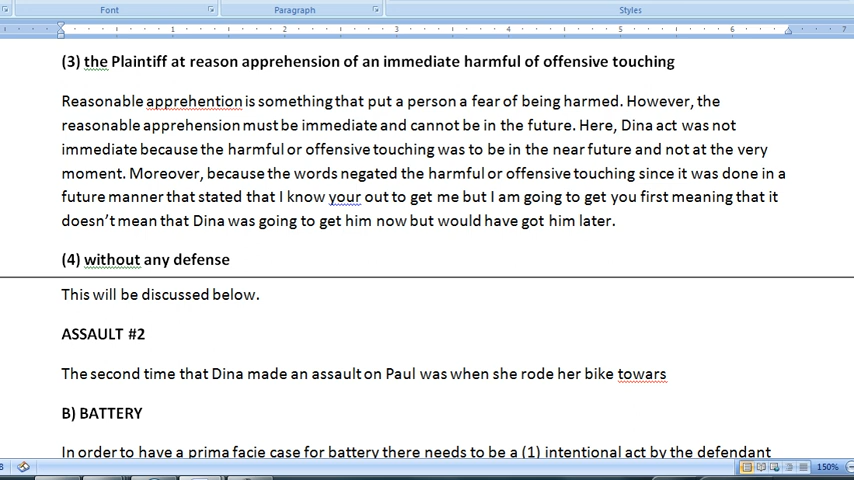 Font Paragraph Styles
1 2 3 4 5 6 7
(3) the Plaintiff at reason apprehension of an immediate harmful of offensive touching
Reasonable apprehention is something that put a person a fear of being harmed. However, the
reasonable apprehension must be immediate and cannot be in the future. Here, Dina act was not
immediate because the harmful or offensive touching was to be in the near future and not at the very
moment. Moreover, because the words negated the harmful or offensive touching since it was done in a
future manner that stated that I know your out to get me but I am going to get you first meaning that it
doesn't mean that Dina was going to get him now but would have got him later.
(4) without any defense
This will be discussed below.
ASSAULT #2
The second time that Dina made an assault on Paul was when she rode her bike towars
B) BATTERY
In order to have a prima facie case for battery there needs to be a (1) intentional act by the defendant
150%